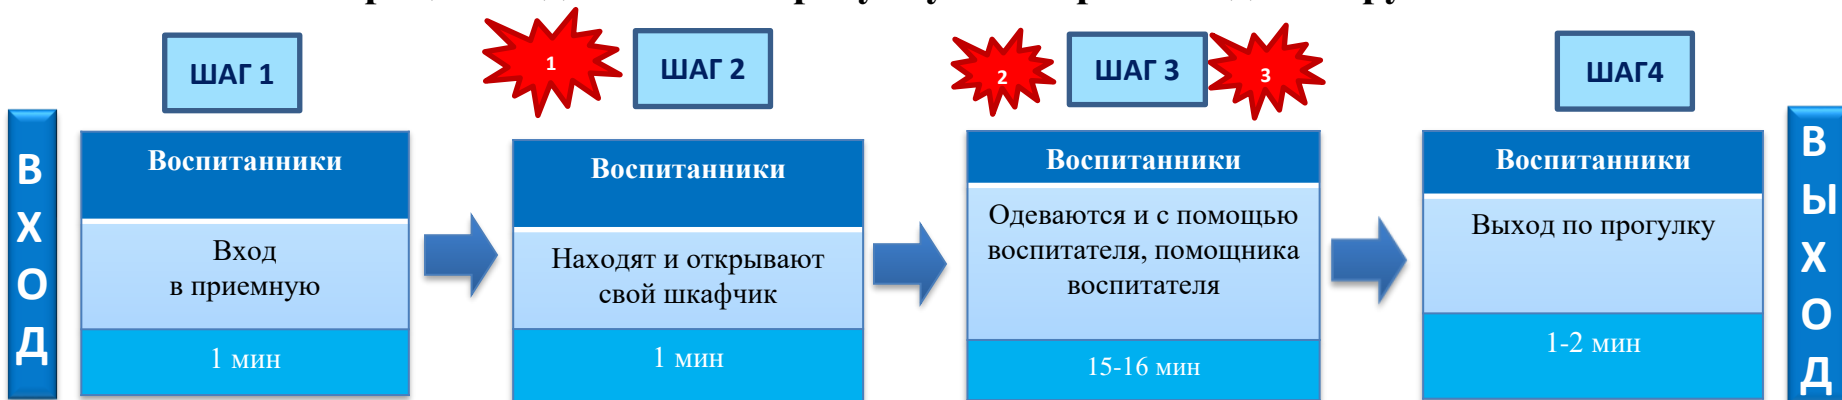 ШАГ 1
1
ШАГ 2
2
ШАГ 3
3
ШАГ4
ВХОД
Воспитанники
Вход
в приемную
1 мин
Воспитанники
Находят и открывают
свой шкафчик
1 мин
Воспитанники
Одеваются и с помощью
воспитателя, помощника
воспитателя
15-16 мин
Воспитанники
Выход по прогулку
1-2 мин
ВЫХОД